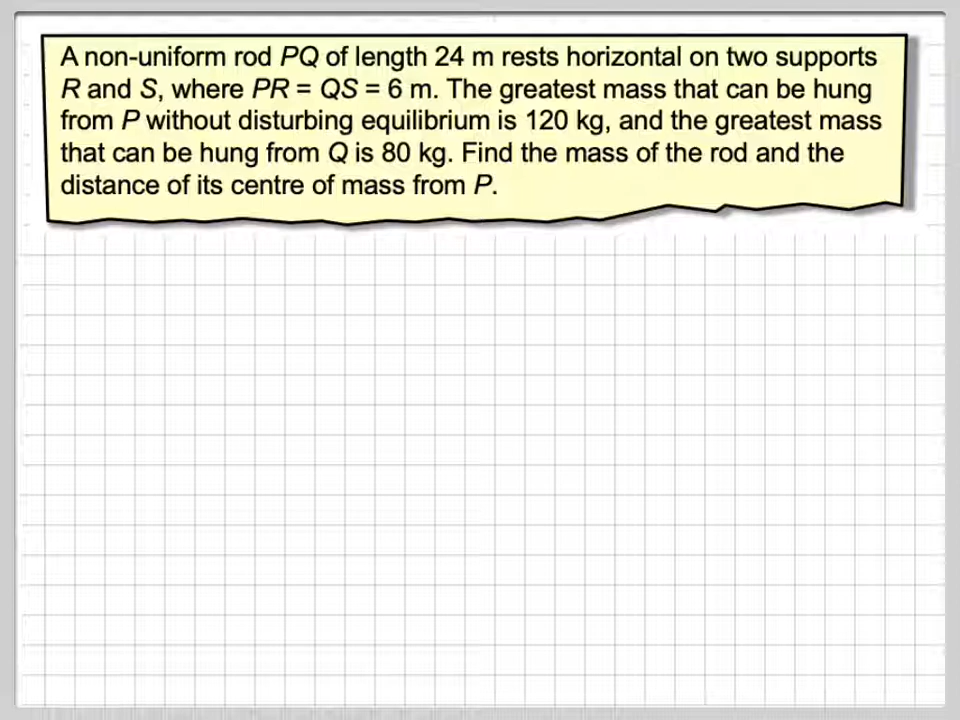 A non-uniform rod PQ of length 24 m rests horizontal on two supports
R and S, where PR = QS = 6 m. The greatest mass that can be hung
from P without disturbing equilibrium is 120 kg, and the greatest mass
that can be hung from Q is 80 kg. Find the mass of the rod and the
distance of its centre of mass from P.